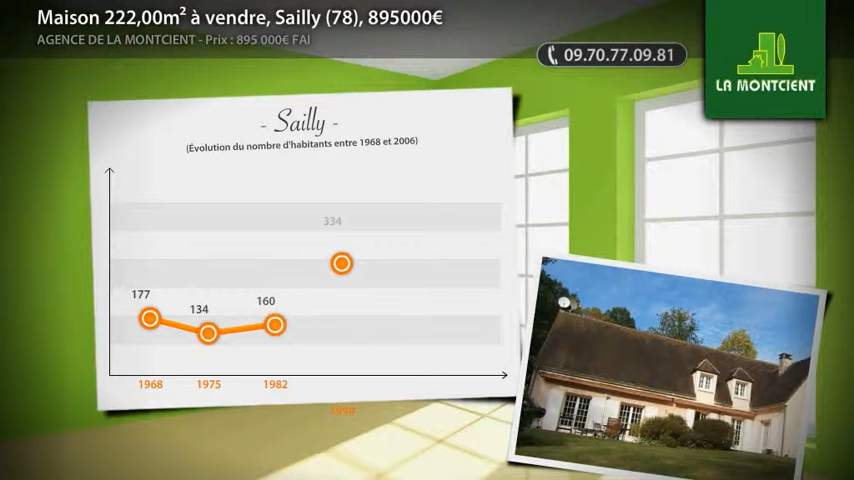 Maison 222,00m² à vendre, Sailly (78), 895000€
AGENCE DE LA MONTCIENT - Prix : 895 000€ FAI
09.70.77.09.81
LA MONTCIENT
- Sailly -
(Évolution du nombre d'habitants entre 1968 et 2006)
334
177
134
160
1968 1975 1982
1990